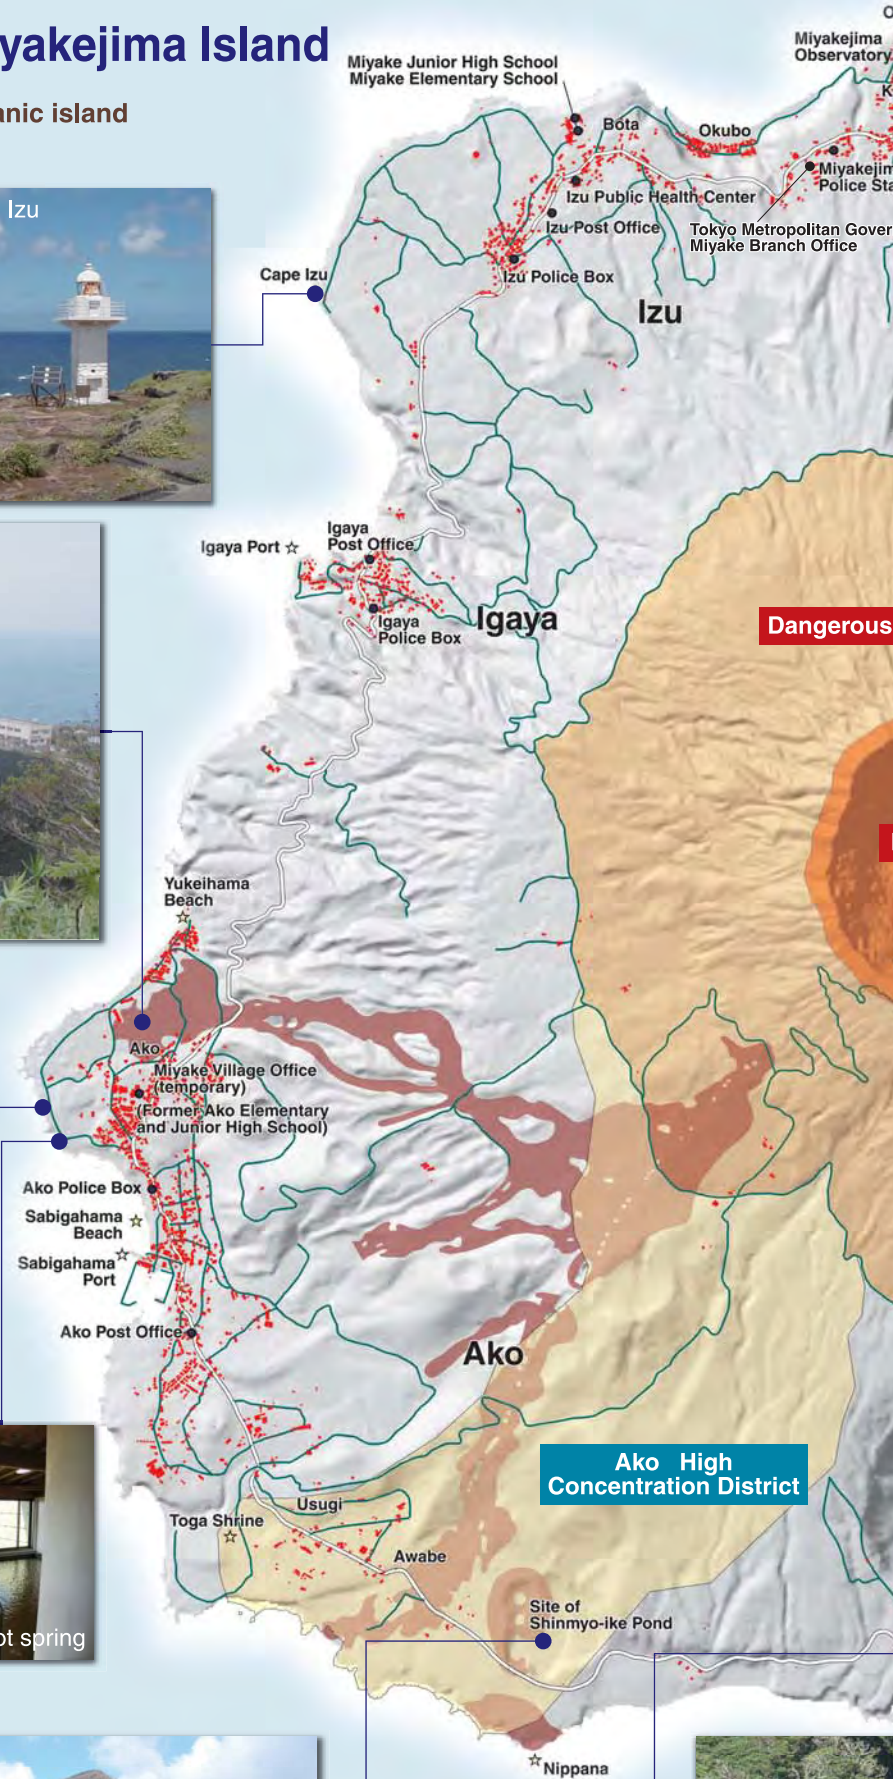 yakejima Island
anic island
Izu
Miyake Junior High School
Miyake Elementary School
Miyakejima
Observatory
Bota
Okubo
Izu Public Health Center
Izu Post Office
Tokyo Metropolitan Gover
Miyake Branch Office
Miyakejim
Police Sta
Cape Izu
Izu Police Box
Izu
Igaya Port
Igaya
Post Office
Igaya
Police Box
Igaya
Dangerous
Yukeihama
Beach
Ako
Miyake Village Office
(temporary)
(Former Ako Elementary
and Junior High School)
Ako Police Box
Sabigahama
Beach
Sabigahama
Port
Ako Post Office
Ako
Ako High
Concentration District
Toga Shrine
Usugi
Awabe
Site of
Shinmyo-ike Pond
ot spring
Nippana